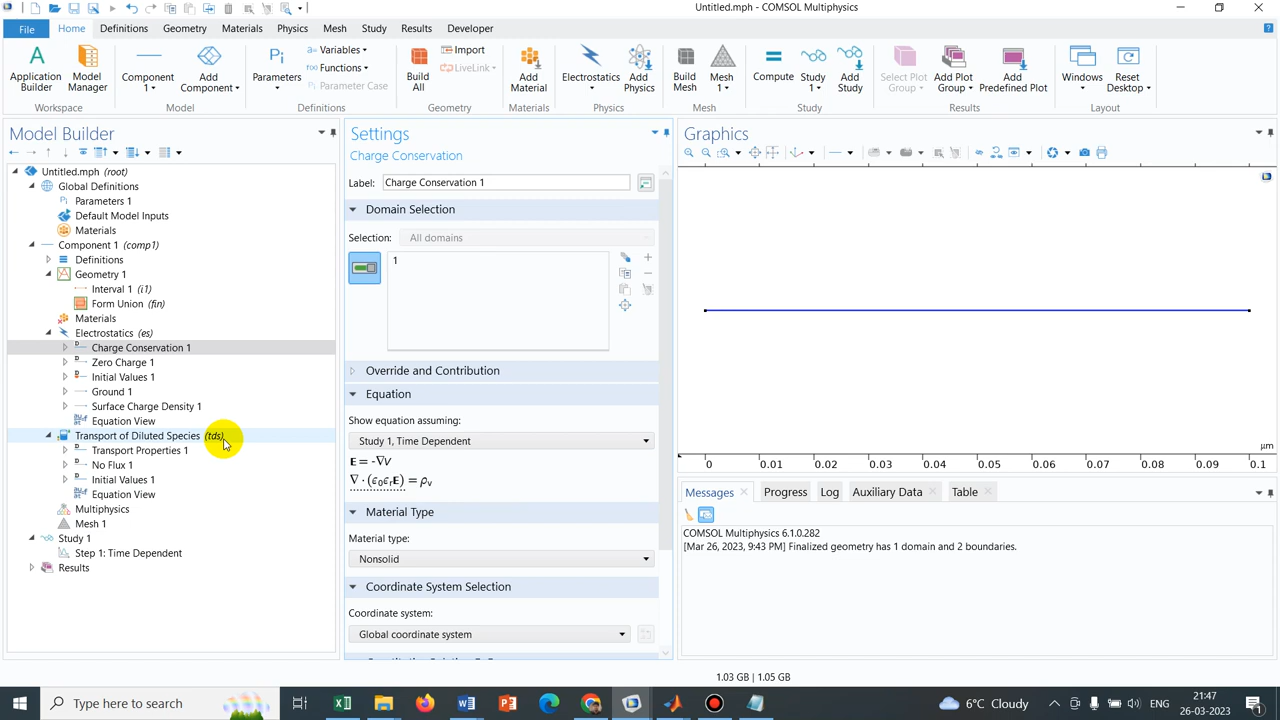 Untitled.mph - COMSOL Multiphysics
File Home Definitions Geometry Materials Physics Mesh Study Results Developer
Application Builder
Model Manager
Workspace
Component 1
Add Component
Model
Parameters
a= Variables
f(x) Functions
Pi Parameter Case
Definitions
Build All
Import
LiveLink
Geometry
Add Material
Materials
Electrostatics
Add Physics
Physics
Build Mesh
Mesh 1
Mesh
Compute
Study 1
Add Study
Study
Select Plot Group
Add Plot Group
Add Predefined Plot
Results
Windows
Reset Desktop
Layout
Model Builder
Untitled.mph (root)
Global Definitions
Parameters 1
Default Model Inputs
Materials
Component 1 (comp1)
Definitions
Geometry 1
Interval 1 (i1)
Form Union (fin)
Materials
Electrostatics (es)
Charge Conservation 1
Zero Charge 1
Initial Values 1
Ground 1
Surface Charge Density 1
Equation View
Transport of Diluted Species (tds)
Transport Properties 1
No Flux 1
Initial Values 1
Equation View
Multiphysics
Mesh 1
Study 1
Step 1: Time Dependent
Results
Settings
Charge Conservation
Label: Charge Conservation 1
Domain Selection
Selection: All domains
1
Override and Contribution
Equation
Show equation assuming:
Study 1, Time Dependent
E = -∇V
∇ · (ϵ0ϵrE) = ρv
Material Type
Material type:
Nonsolid
Coordinate System Selection
Coordinate system:
Global coordinate system
Graphics
µm
0 0.01 0.02 0.03 0.04 0.05 0.06 0.07 0.08 0.09 0.1
Messages Progress Log Auxiliary Data Table
COMSOL Multiphysics 6.1.0.282
[Mar 26, 2023, 9:43 PM] Finalized geometry has 1 domain and 2 boundaries.
1.03 GB | 1.05 GB
Type here to search
6°C Cloudy
ENG
21:47
26-03-2023